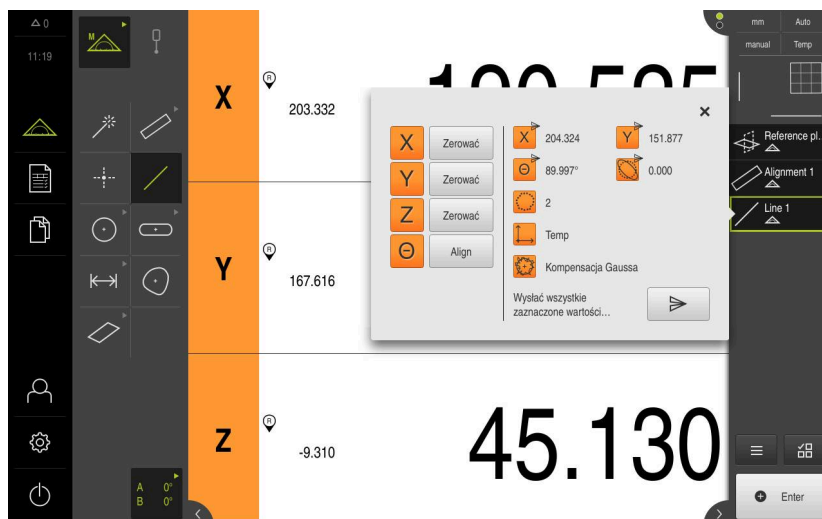 0
11:19
M
A 0°
B 0°
X
R
203.332
Y
R
167.616
Z
R
-9.310
45.130
X Zerować
Y Zerować
Z Zerować
Θ Align
X 204.324 Y 151.877
Θ 89.997° 0.000
2
Temp
Kompensacja Gaussa
Wysłać wszystkie
zaznaczone wartości...
mm Auto
manual Temp
Reference pl.
Alignment 1
Line 1
Enter